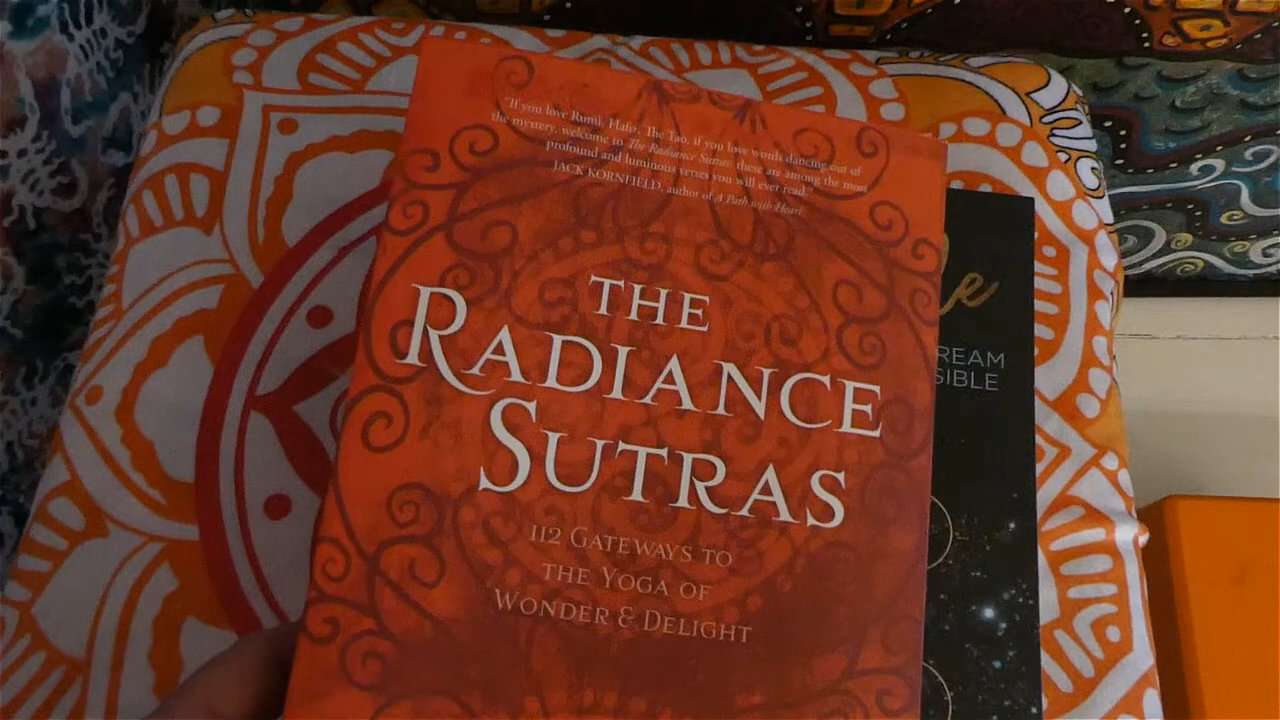 "If you love Rumi, Hafiz, The Tao, if you love words dancing out of
the mystery, welcome to The Radiance Sutras: these are among the most
profound and luminous verses you will ever read."
JACK KORNFIELD, author of A Path with Heart
THE
RADIANCE
SUTRAS
112 GATEWAYS TO
THE YOGA OF
WONDER & DELIGHT
e
REAM
SIBLE